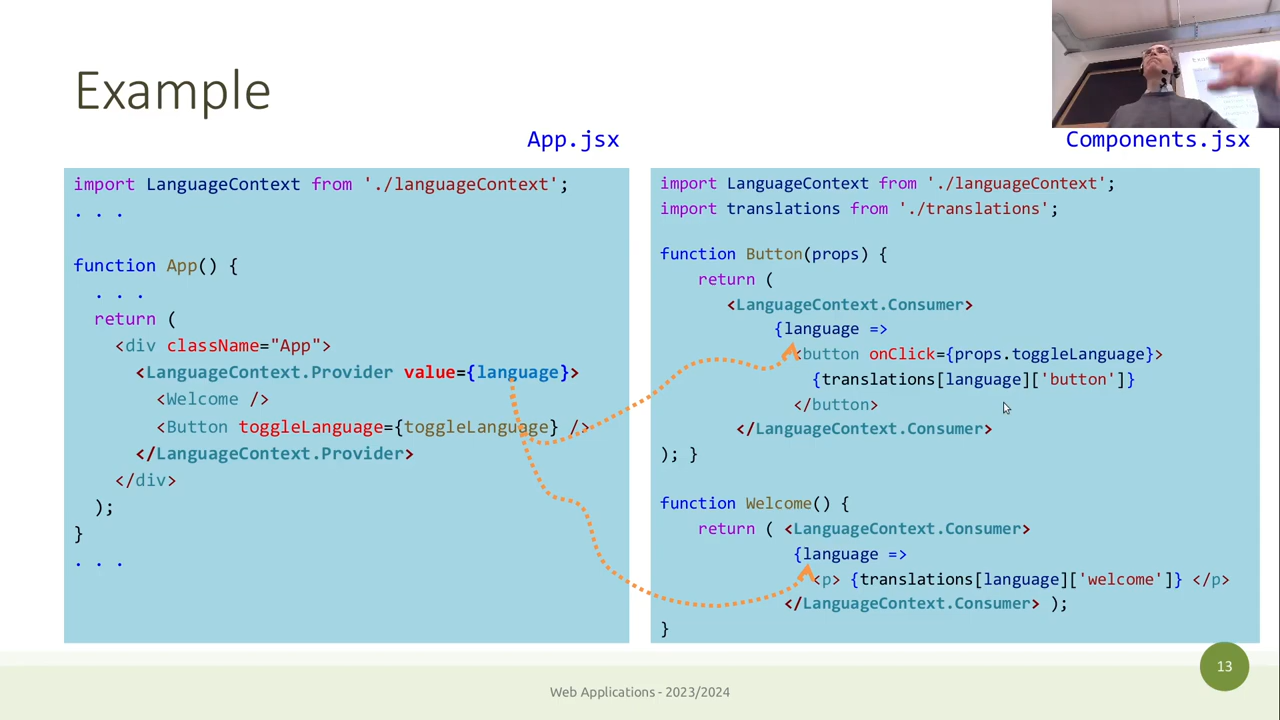 Example
App.jsx
import LanguageContext from './languageContext';
. . .
function App() {
. . .
return (
<div className="App">
<LanguageContext.Provider value={language}>
<Welcome />
<Button toggleLanguage={toggleLanguage} />
</LanguageContext.Provider>
</div>
);
}
. . .
Components.jsx
import LanguageContext from './languageContext';
import translations from './translations';
function Button(props) {
return (
<LanguageContext.Consumer>
{language =>
<button onClick={props.toggleLanguage}>
{translations[language]['button']}
</button>
</LanguageContext.Consumer>
); }
function Welcome() {
return ( <LanguageContext.Consumer>
{language =>
<p> {translations[language]['welcome']} </p>
</LanguageContext.Consumer> );
}
13
Web Applications - 2023/2024